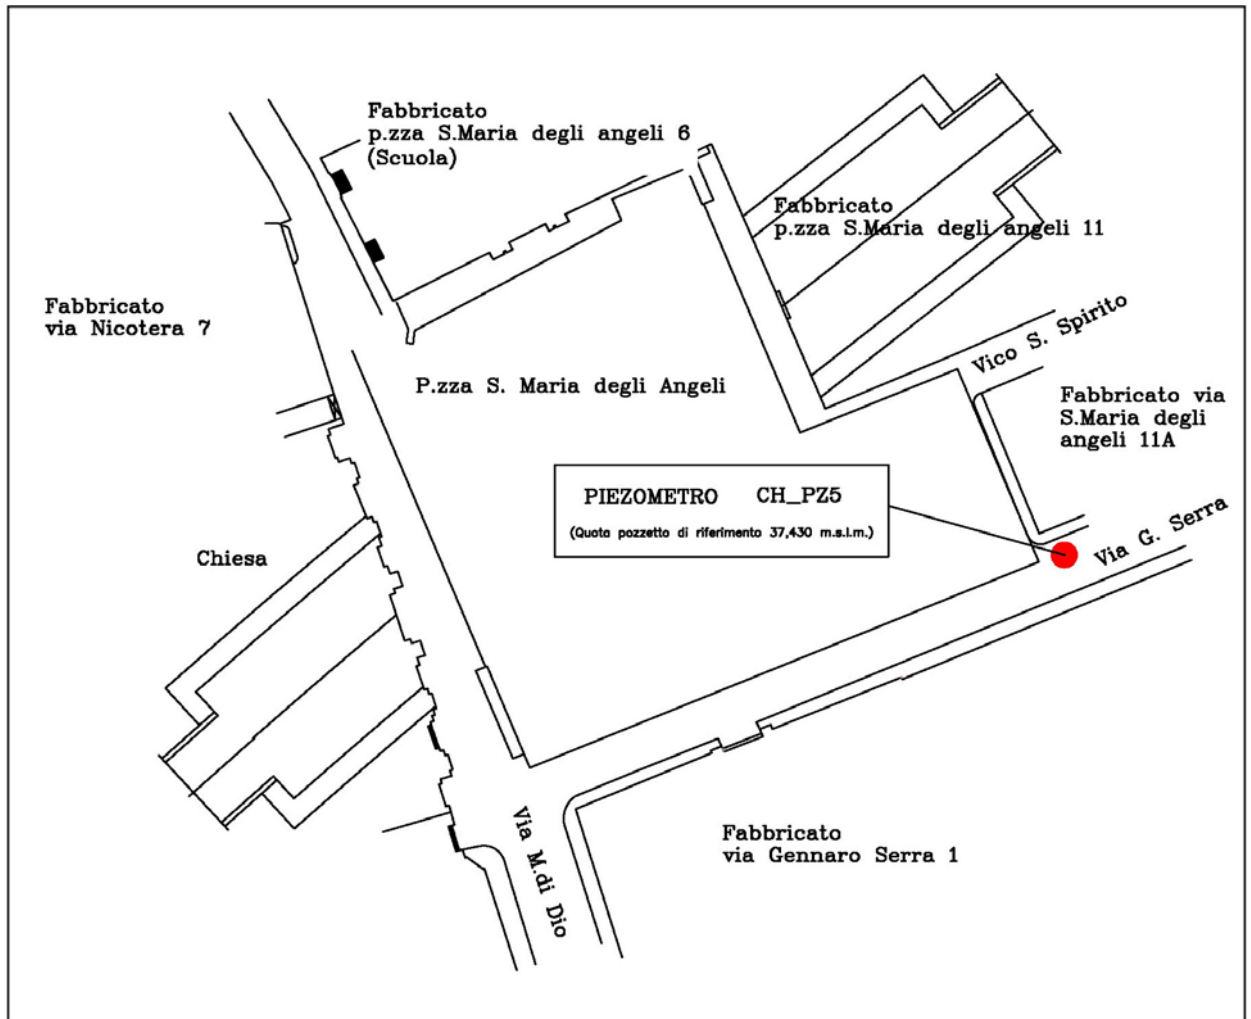 Fabbricato
p.zza S.Maria degli angeli 6
(Scuola)
Fabbricato
p.zza S.Maria degli angeli 11
Fabbricato
via Nicotera 7
Vico S. Spirito
P.zza S. Maria degli Angeli
Fabbricato via
S.Maria degli
angeli 11A
PIEZOMETRO CH_PZ5
(Quota pozzetto di riferimento 37,430 m.s.l.m.)
Via G. Serra
Chiesa
Via M.di Dio
Fabbricato
via Gennaro Serra 1